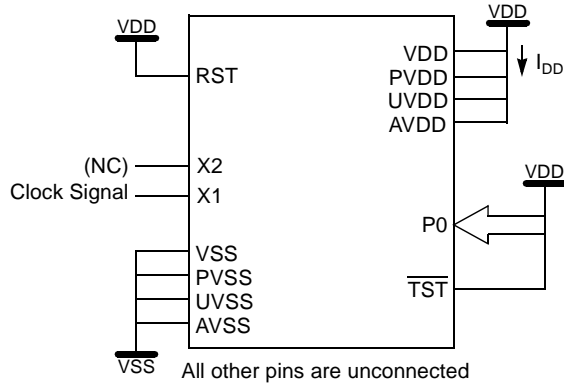 VDD
RST
(NC)
X2
Clock Signal
X1
VSS
PVSS
UVSS
AVSS
VSS
VDD
VDD
PVDD
UVDD
AVDD
IDD
VDD
P0
TST
All other pins are unconnected